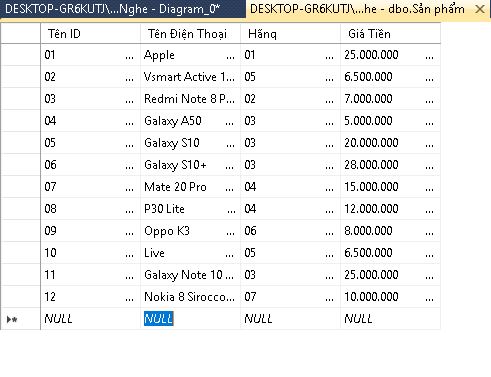 DESKTOP-GR6KUTJ\...Nghe - Diagram_0* DESKTOP-GR6KUTJ\...he - dbo.Sản phẩm ×
Tên ID Tên Điện Thoại Hãng Giá Tiền
01 ... Apple ... 01 ... 25.000.000 ...
02 ... Vsmart Active 1... 05 ... 6.500.000 ...
03 ... Redmi Note 8 P... 02 ... 7.000.000 ...
04 ... Galaxy A50 ... 03 ... 5.000.000 ...
05 ... Galaxy S10 ... 03 ... 20.000.000 ...
06 ... Galaxy S10+ ... 03 ... 28.000.000 ...
07 ... Mate 20 Pro ... 04 ... 15.000.000 ...
08 ... P30 Lite ... 04 ... 12.000.000 ...
09 ... Oppo K3 ... 06 ... 8.000.000 ...
10 ... Live ... 05 ... 6.500.000 ...
11 ... Galaxy Note 10 ... 03 ... 25.000.000 ...
12 ... Nokia 8 Sirocco... 07 ... 10.000.000 ...
NULL NULL NULL NULL